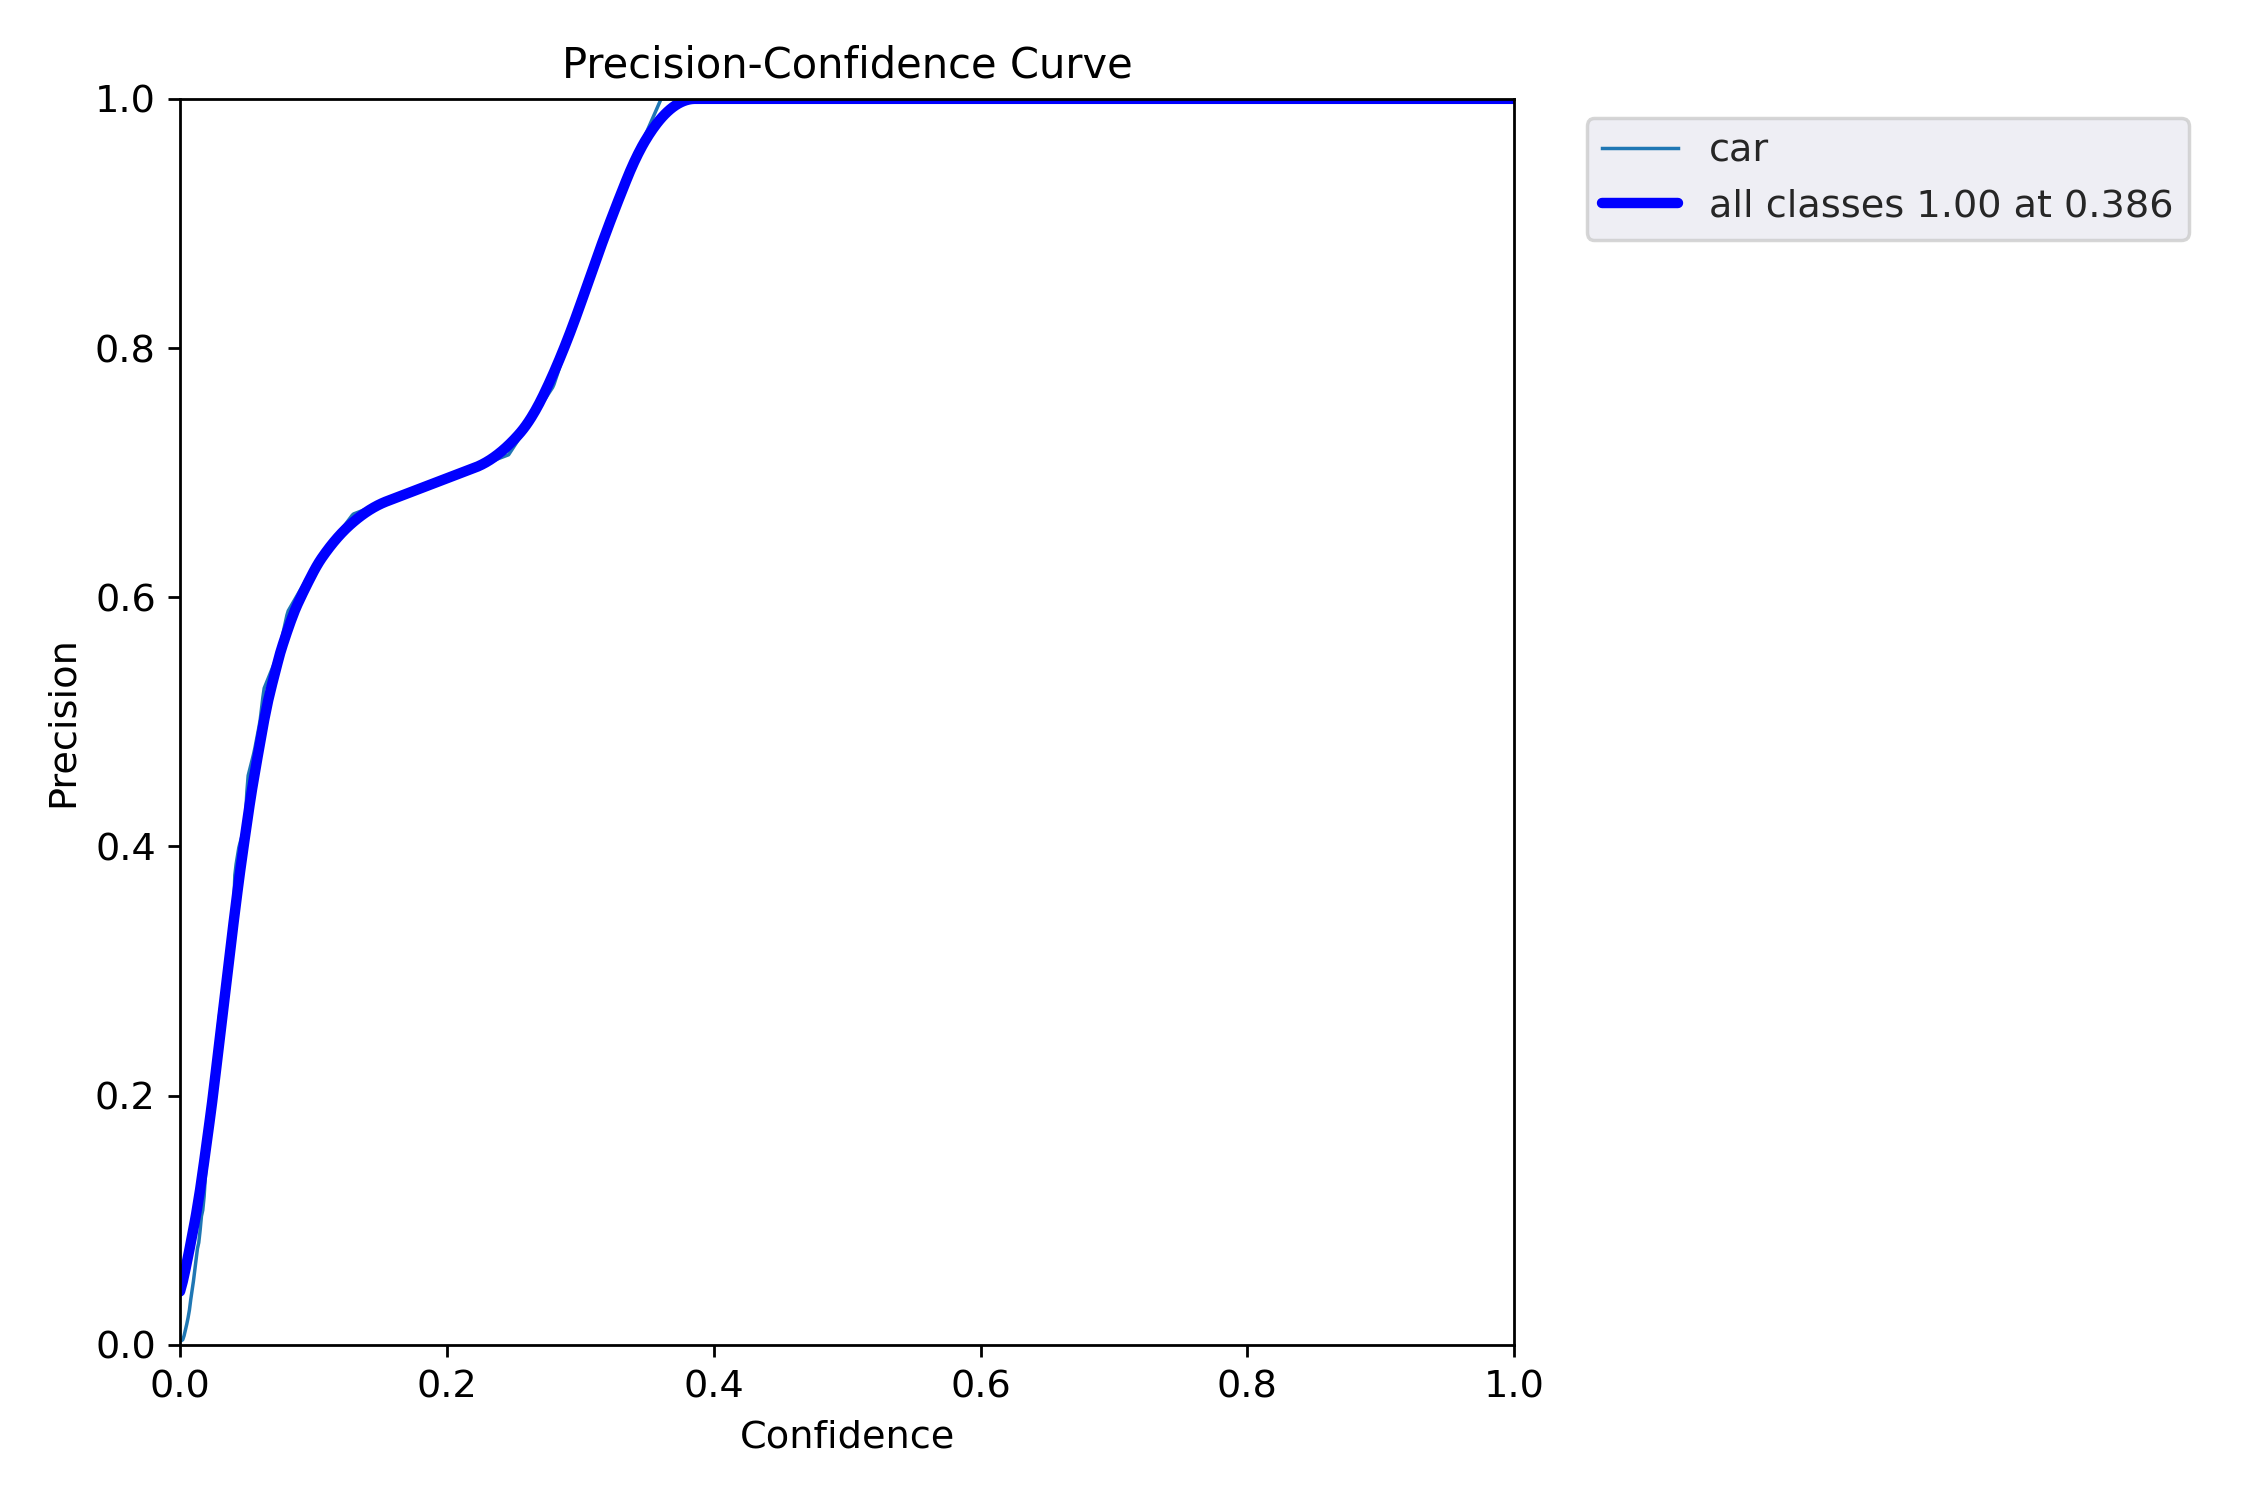 Precision-Confidence Curve
1.0
0.8
0.6
0.4
0.2
0.0
Precision
0.0 0.2 0.4 0.6 0.8 1.0
Confidence
car
all classes 1.00 at 0.386